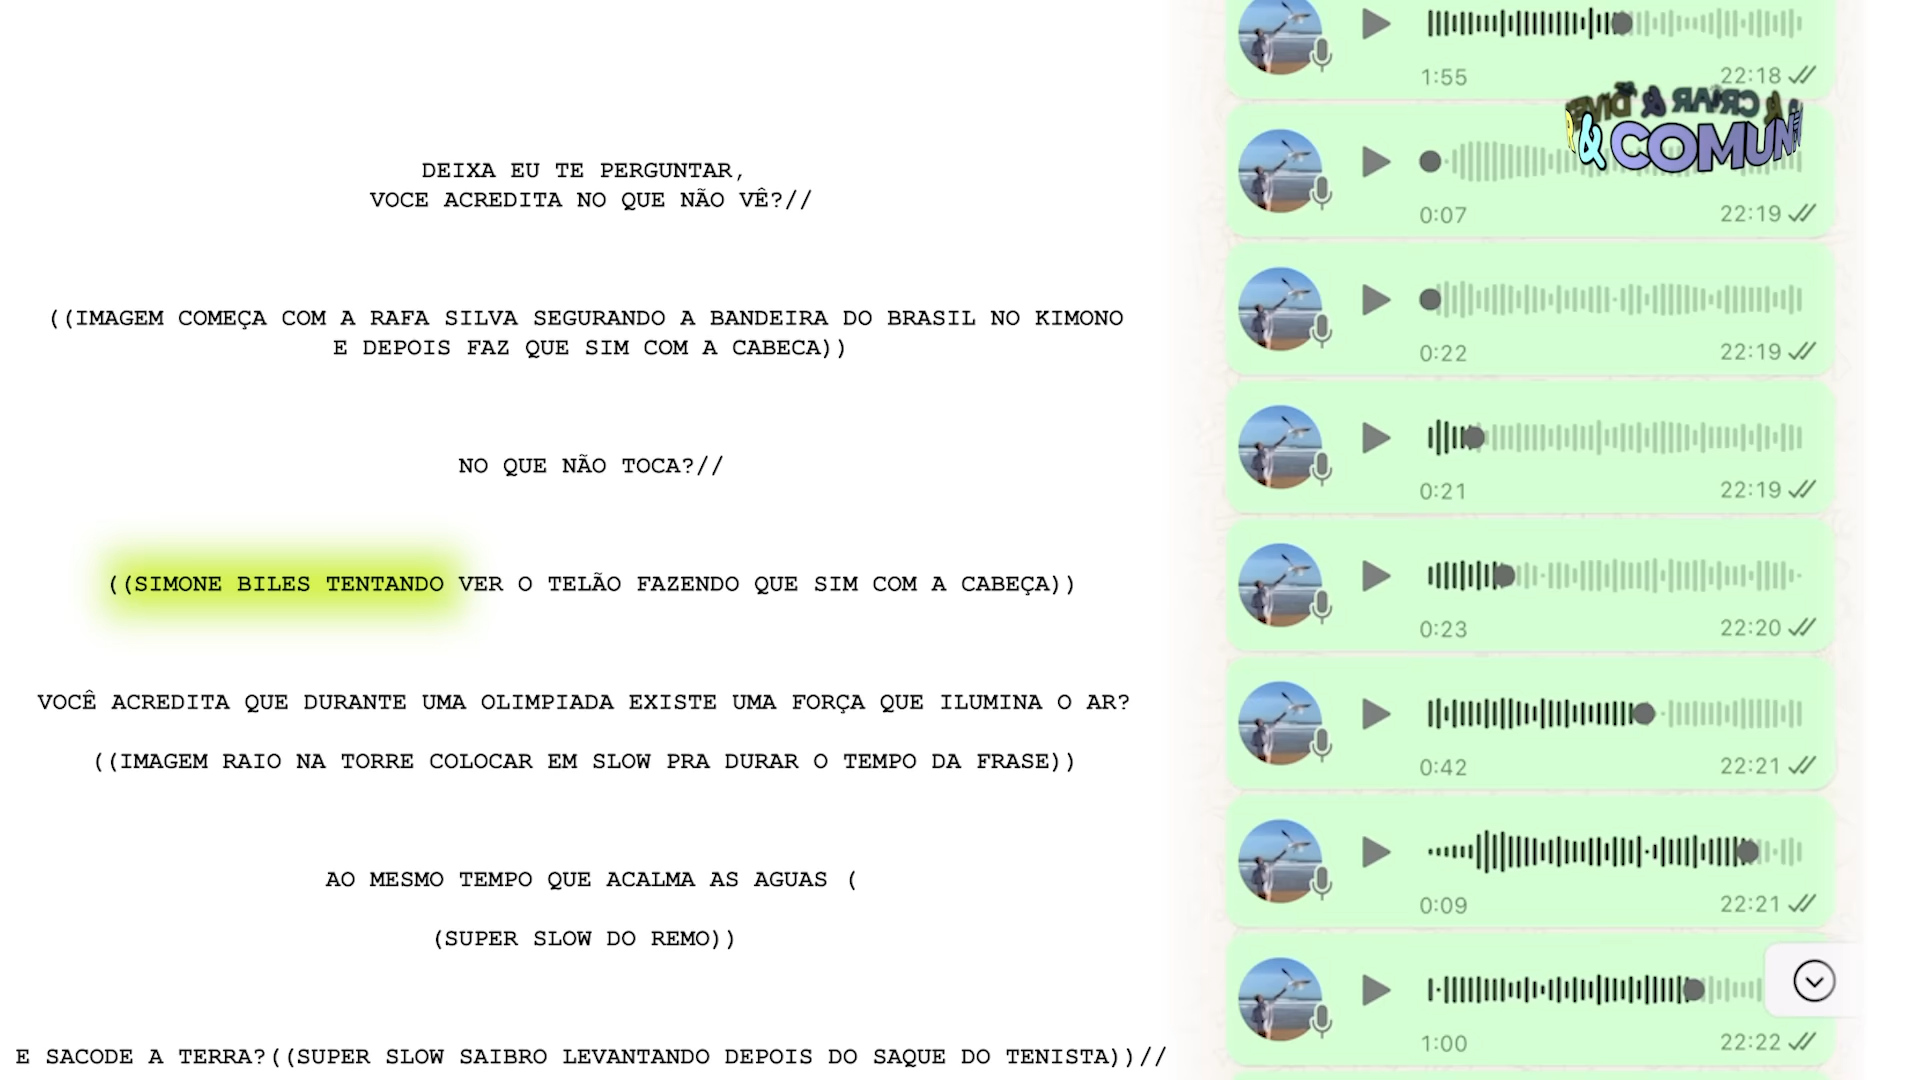 DEIXA EU TE PERGUNTAR,
VOCE ACREDITA NO QUE NÃO VÊ?//
((IMAGEM COMEÇA COM A RAFA SILVA SEGURANDO A BANDEIRA DO BRASIL NO KIMONO
E DEPOIS FAZ QUE SIM COM A CABECA))
NO QUE NÃO TOCA?//
((SIMONE BILES TENTANDO VER O TELÃO FAZENDO QUE SIM COM A CABEÇA))
VOCÊ ACREDITA QUE DURANTE UMA OLIMPIADA EXISTE UMA FORÇA QUE ILUMINA O AR?
((IMAGEM RAIO NA TORRE COLOCAR EM SLOW PRA DURAR O TEMPO DA FRASE))
AO MESMO TEMPO QUE ACALMA AS AGUAS (
(SUPER SLOW DO REMO))
E SACODE A TERRA?((SUPER SLOW SAIBRO LEVANTANDO DEPOIS DO SAQUE DO TENISTA))//
1:55 22:18
& CRIAR & DIVE
R & COMUN
0:07 22:19
0:22 22:19
0:21 22:19
0:23 22:20
0:42 22:21
0:09 22:21
1:00 22:22